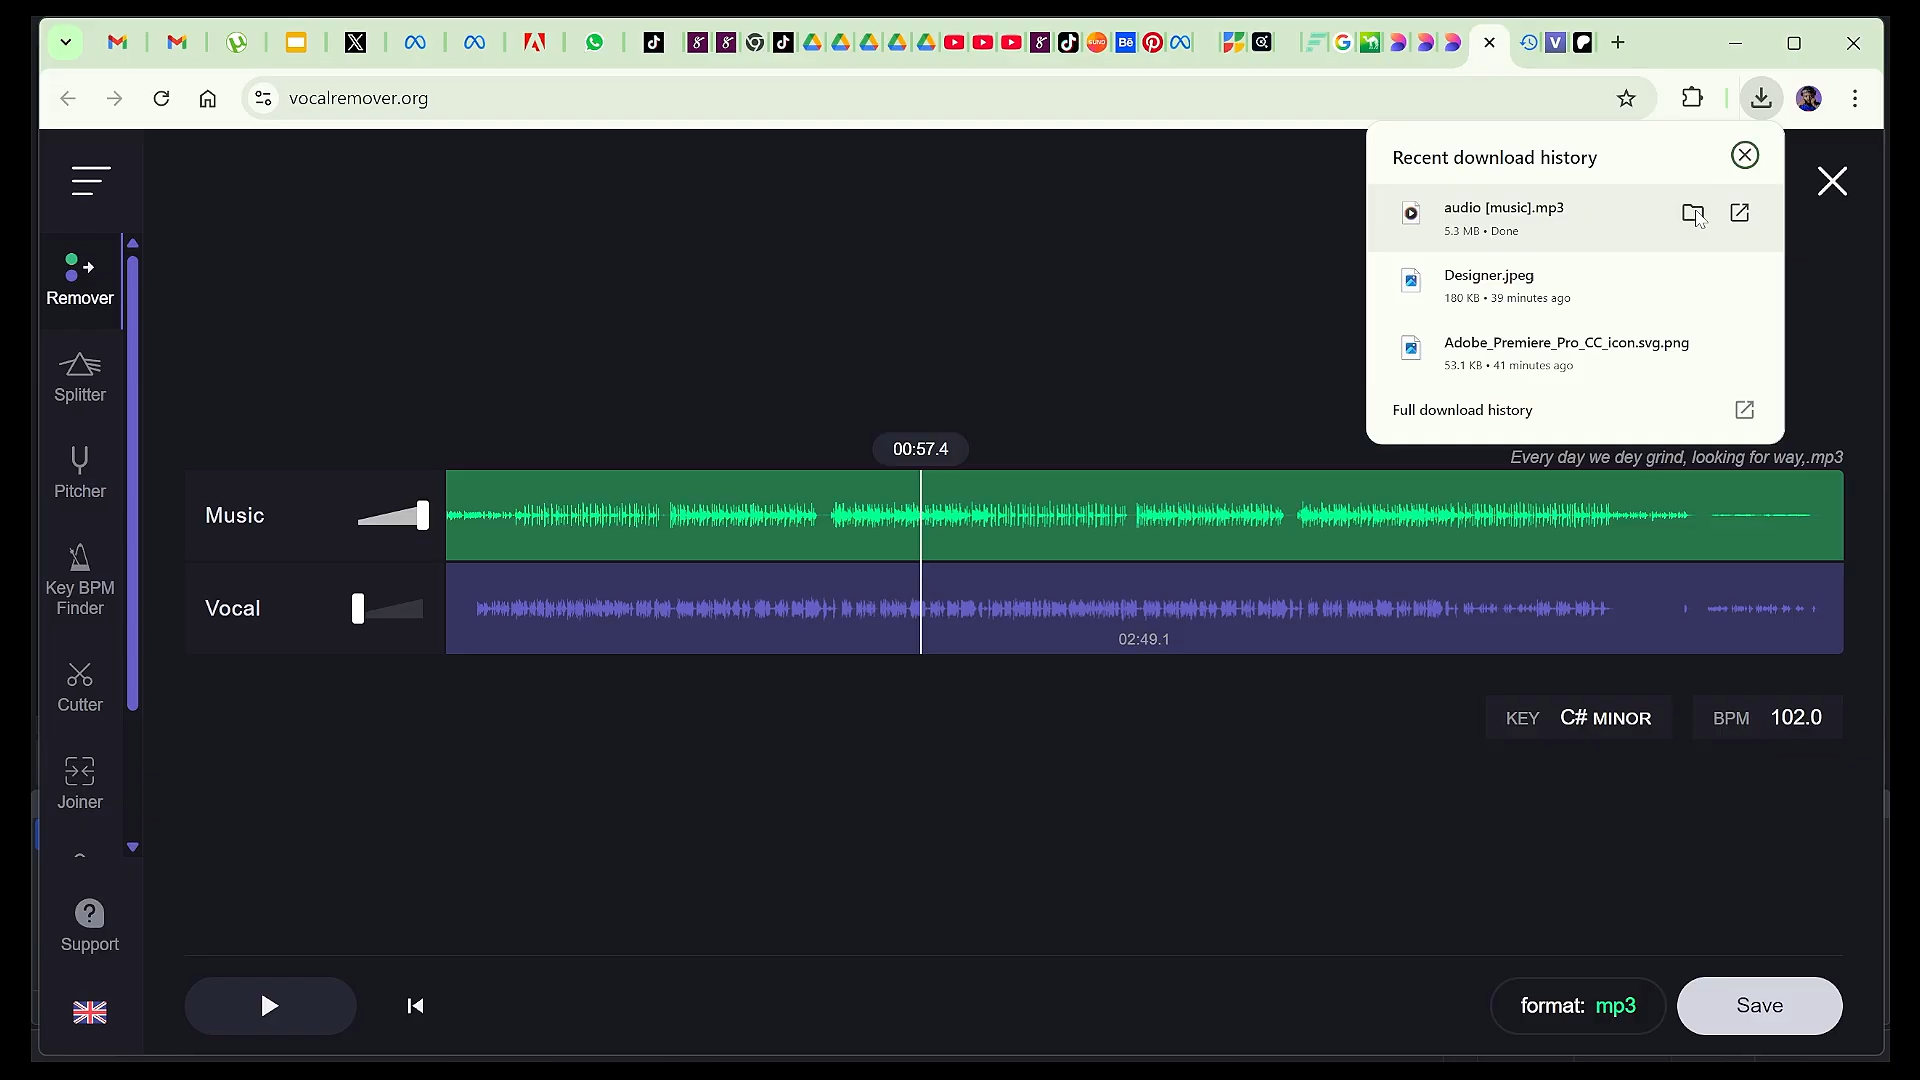 vocalremover.org
Recent download history
audio [music].mp3
5.3 MB • Done
Designer.jpeg
180 KB • 39 minutes ago
Adobe_Premiere_Pro_CC_icon.svg.png
53.1 KB • 41 minutes ago
Full download history
Remover
Splitter
Pitcher
Key BPM
Finder
Cutter
Joiner
Support
00:57.4
Every day we dey grind, looking for way,.mp3
Music
Vocal
02:49.1
KEY C# MINOR
BPM 102.0
format: mp3
Save